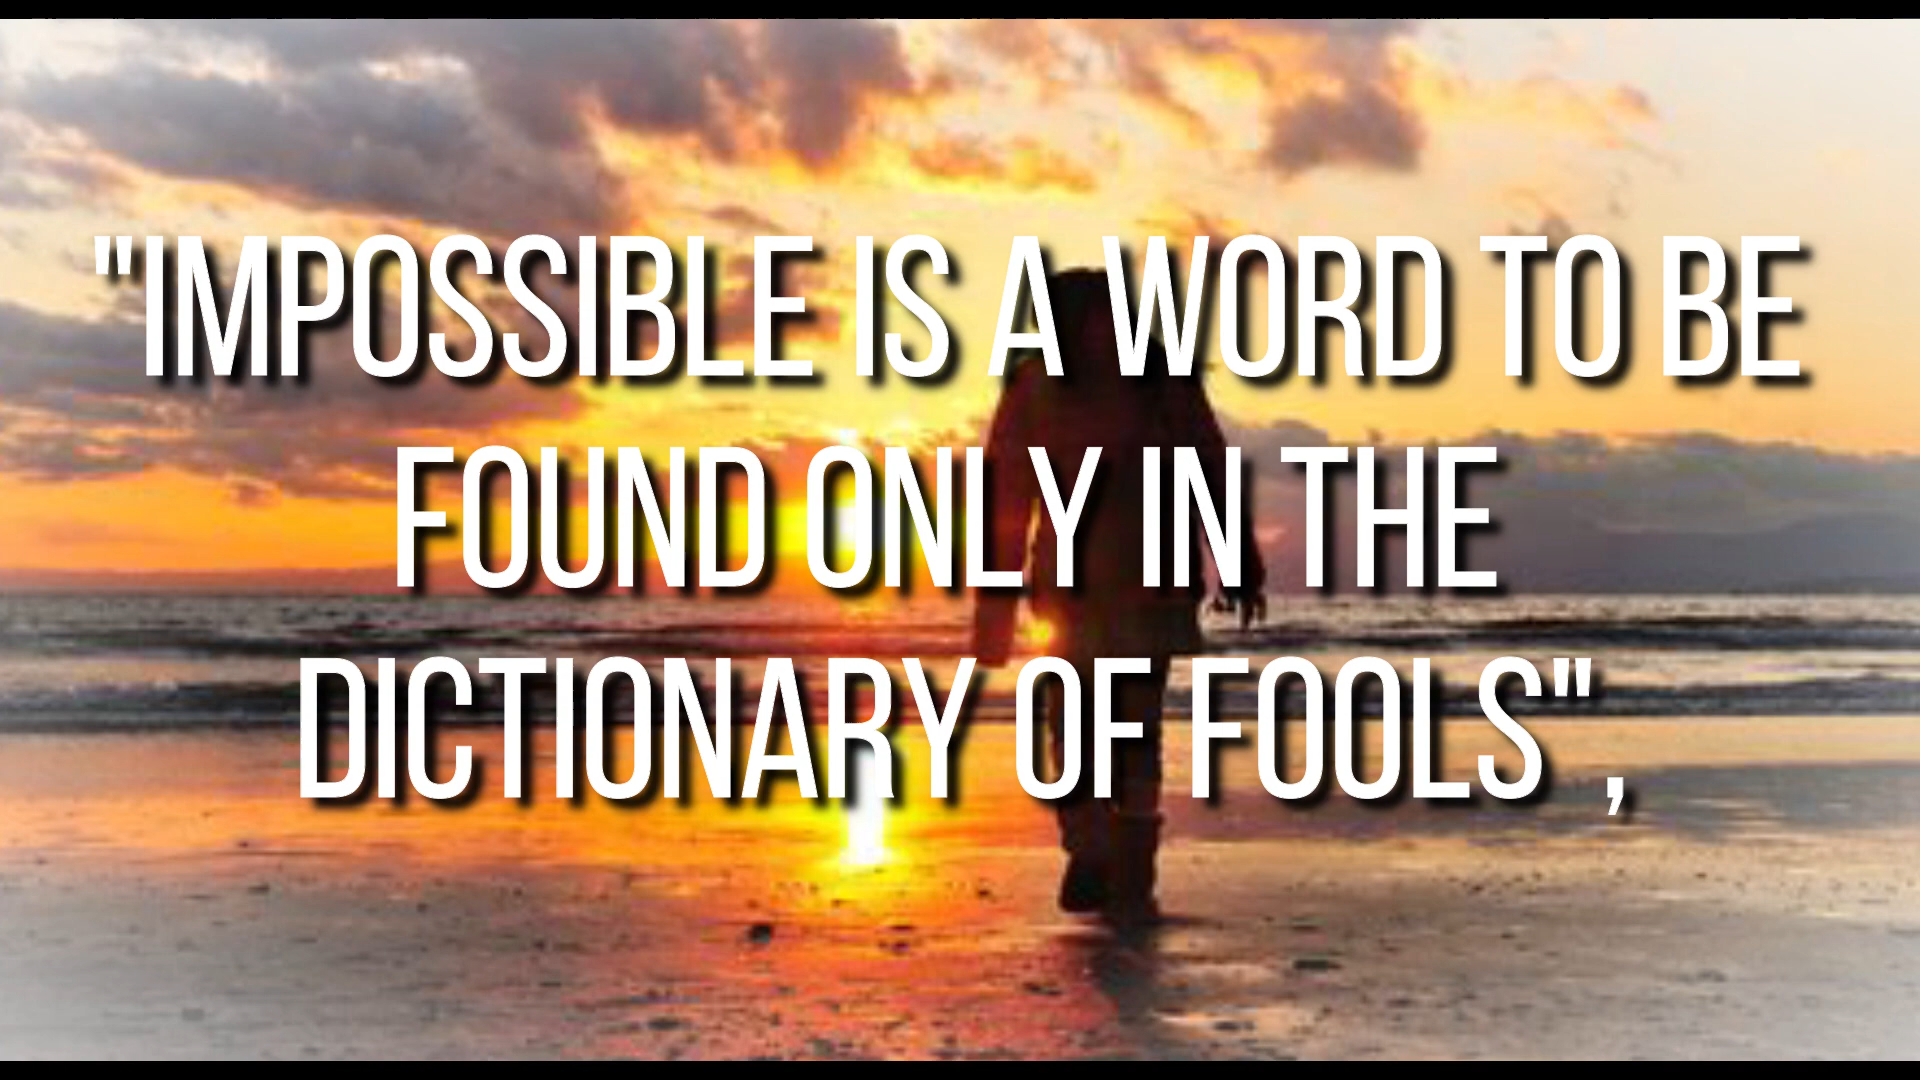 "IMPOSSIBLE IS A WORD TO BE
FOUND ONLY IN THE
DICTIONARY OF FOOLS",